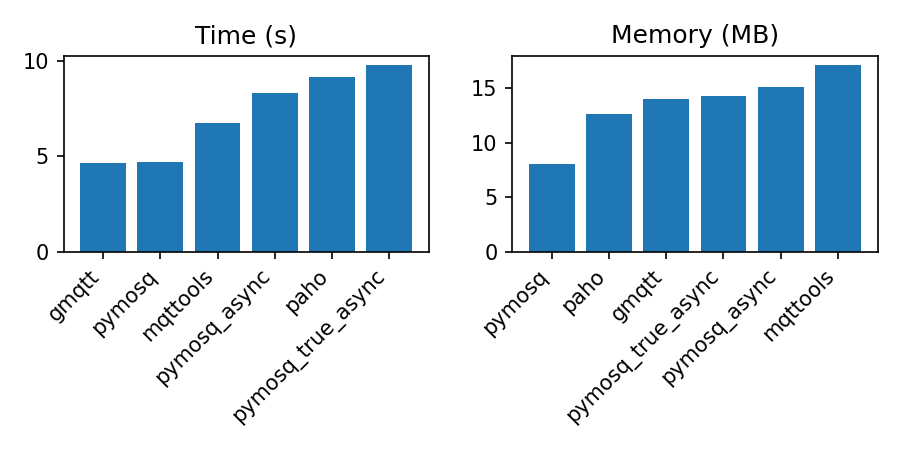 Time (s)
10
5
0
gmqtt
pymosq
mqttools
pymosq_async
paho
pymosq_true_async
Memory (MB)
15
10
5
0
pymosq
paho
gmqtt
pymosq_true_async
pymosq_async
mqttools